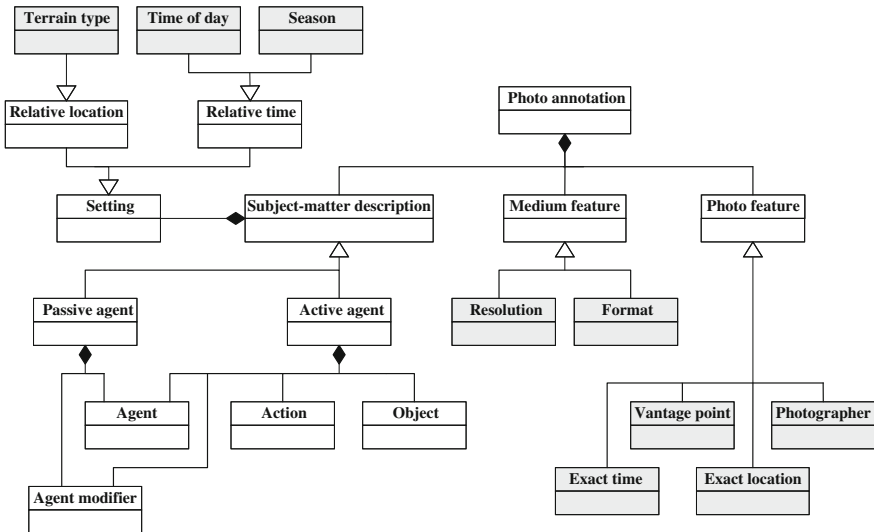 Terrain type
Time of day
Season
Relative location
Relative time
Photo annotation
Setting
Subject-matter description
Medium feature
Photo feature
Passive agent
Active agent
Resolution
Format
Agent
Action
Object
Vantage point
Photographer
Exact time
Exact location
Agent modifier